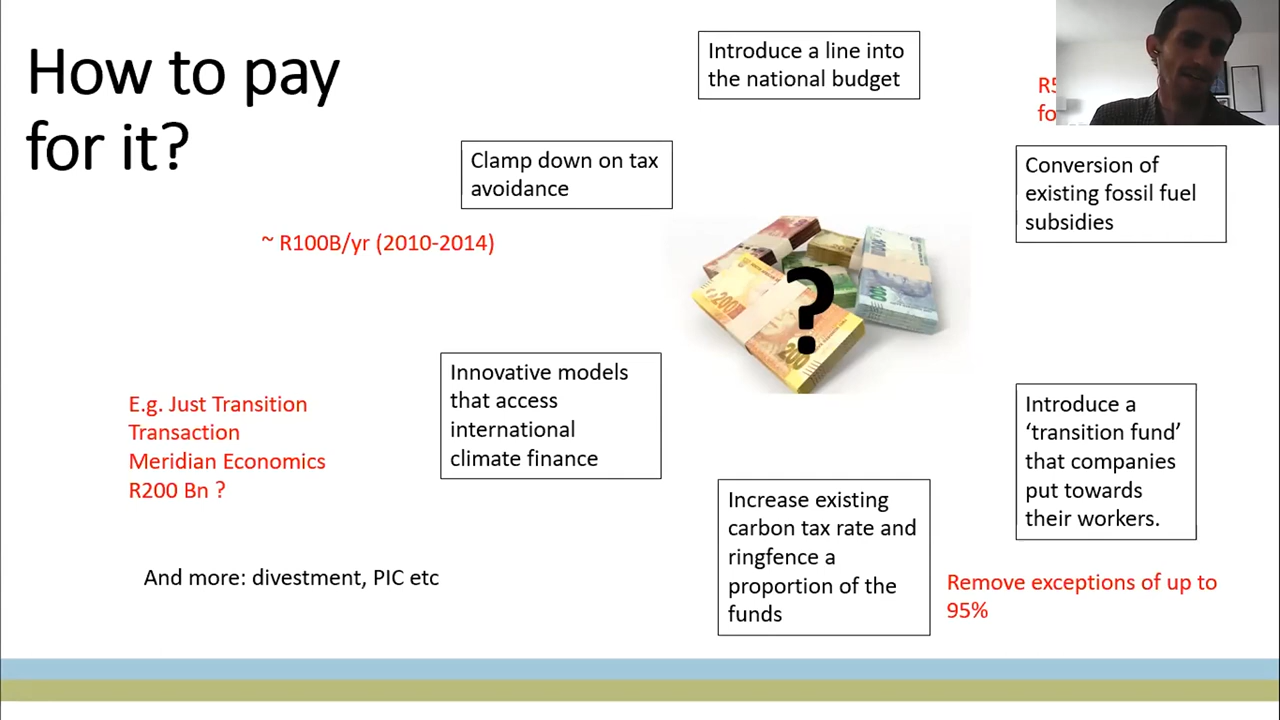 How to pay
for it?
Introduce a line into
the national budget
Clamp down on tax
avoidance
~ R100B/yr (2010-2014)
Conversion of
existing fossil fuel
subsidies
200
200
100
?
Innovative models
that access
international
climate finance
E.g. Just Transition
Transaction
Meridian Economics
R200 Bn ?
Introduce a
‘transition fund’
that companies
put towards
their workers.
Increase existing
carbon tax rate and
ringfence a
proportion of the
funds
Remove exceptions of up to
95%
And more: divestment, PIC etc